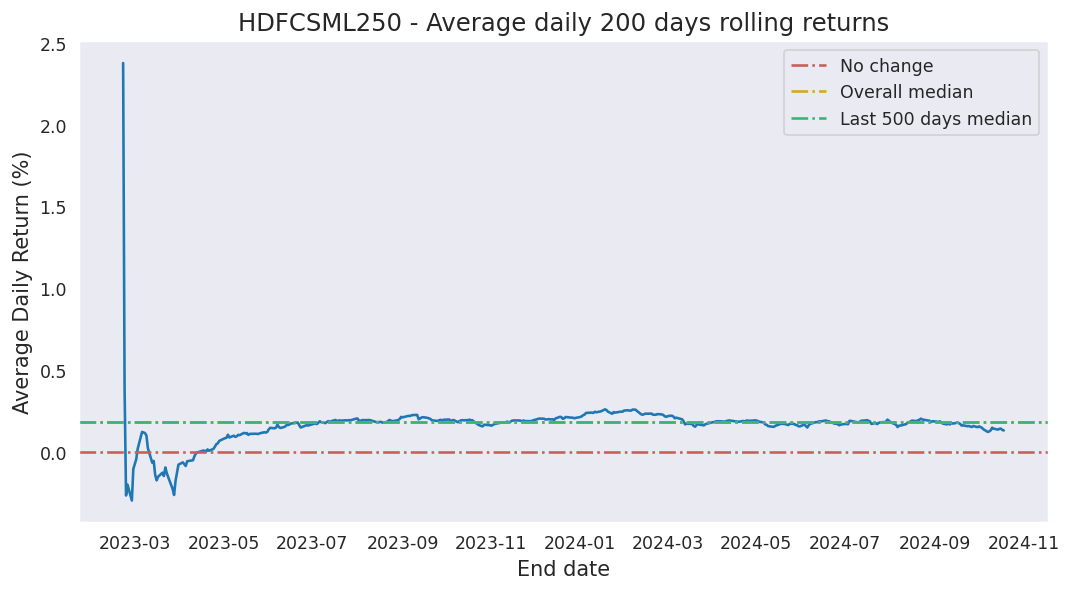 HDFCSML250 - Average daily 200 days rolling returns
No change
Overall median
Last 500 days median
Average Daily Return (%)
2.5
2.0
1.5
1.0
0.5
0.0
2023-03 2023-05 2023-07 2023-09 2023-11 2024-01 2024-03 2024-05 2024-07 2024-09 2024-11
End date